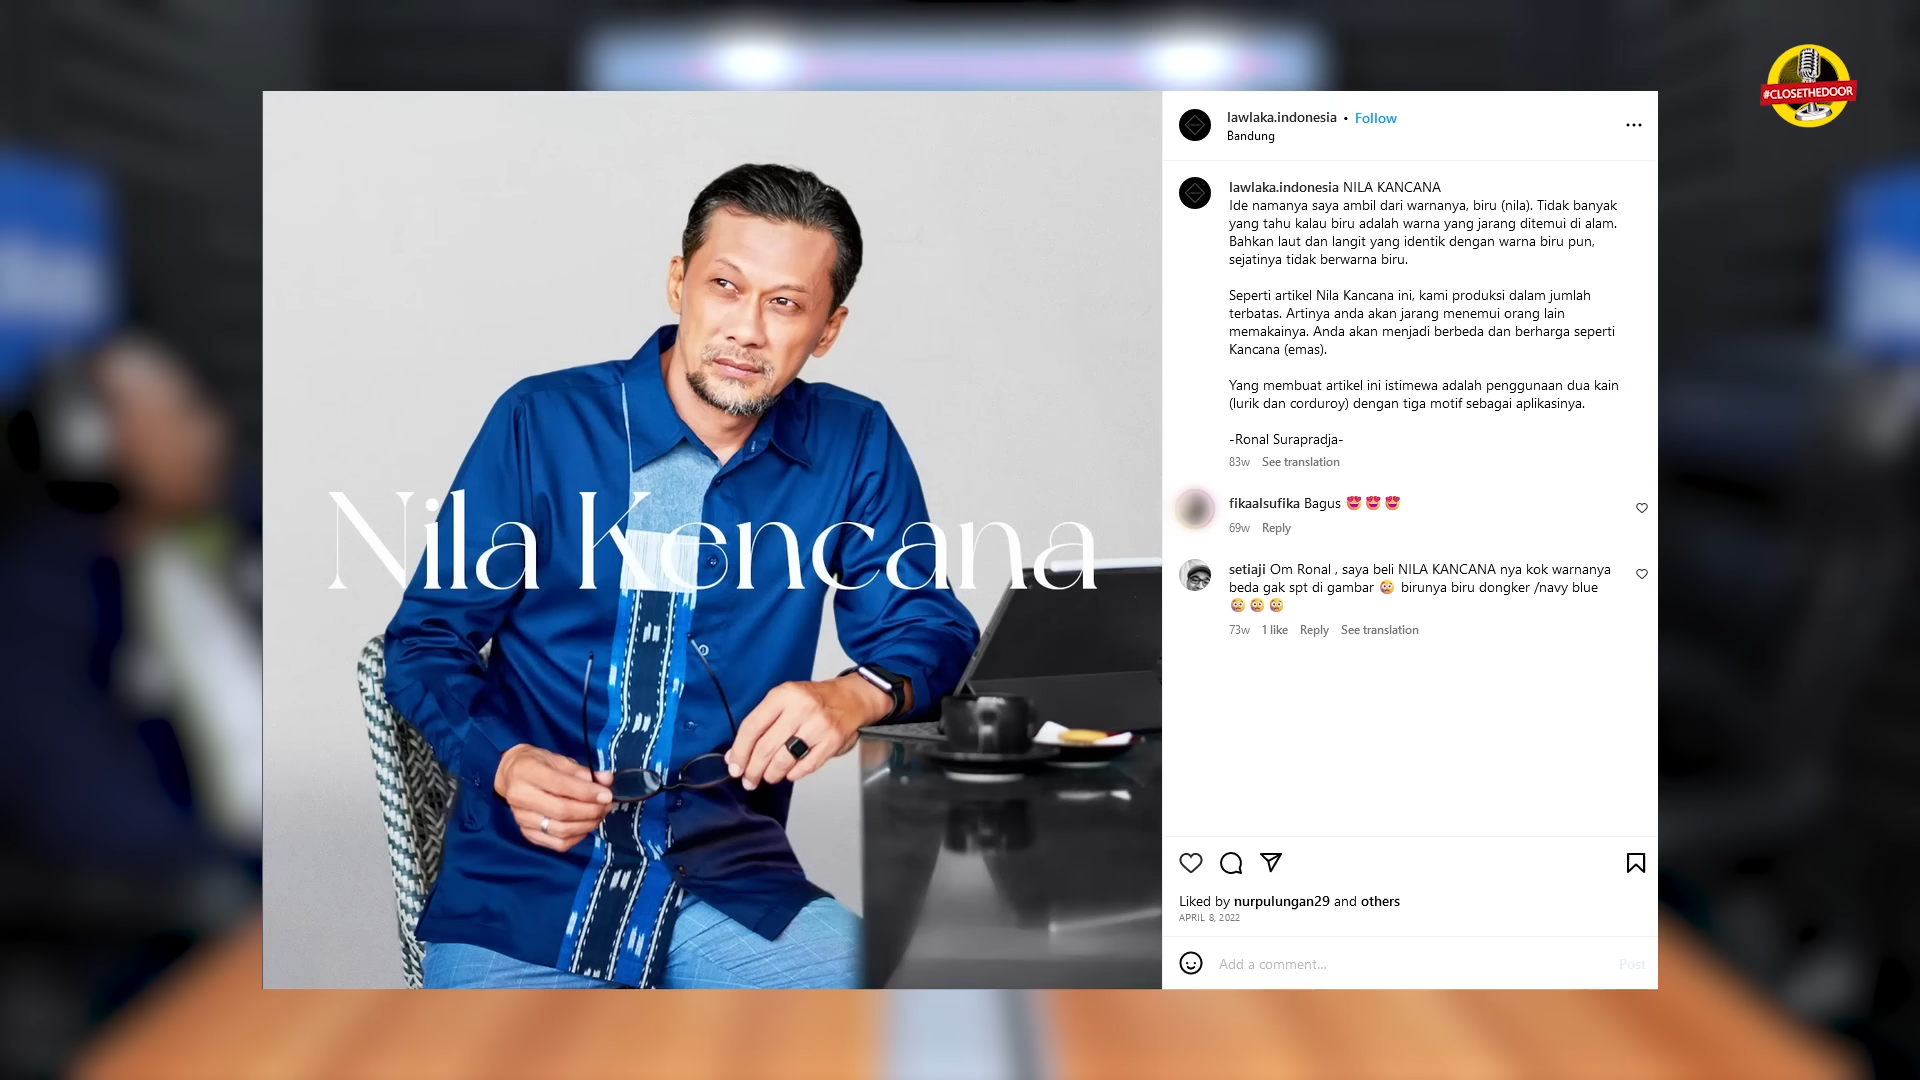 #CLOSETHEDOOR
Nila Kencana
lawlaka.indonesia • Follow
Bandung
lawlaka.indonesia NILA KANCANA
Ide namanya saya ambil dari warnanya, biru (nila). Tidak banyak
yang tahu kalau biru adalah warna yang jarang ditemui di alam.
Bahkan laut dan langit yang identik dengan warna biru pun,
sejatinya tidak berwarna biru.
Seperti artikel Nila Kancana ini, kami produksi dalam jumlah
terbatas. Artinya anda akan jarang menemui orang lain
memakainya. Anda akan menjadi berbeda dan berharga seperti
Kancana (emas).
Yang membuat artikel ini istimewa adalah penggunaan dua kain
(lurik dan corduroy) dengan tiga motif sebagai aplikasinya.
-Ronal Surapradja-
83w See translation
fikaalsufika Bagus 😍😍😍
69w Reply
setiaji Om Ronal , saya beli NILA KANCANA nya kok warnanya
beda gak spt di gambar 😳 birunya biru dongker /navy blue
😳😳😳
73w 1 like Reply See translation
Liked by nurpulungan29 and others
APRIL 8, 2022
Add a comment...
Post